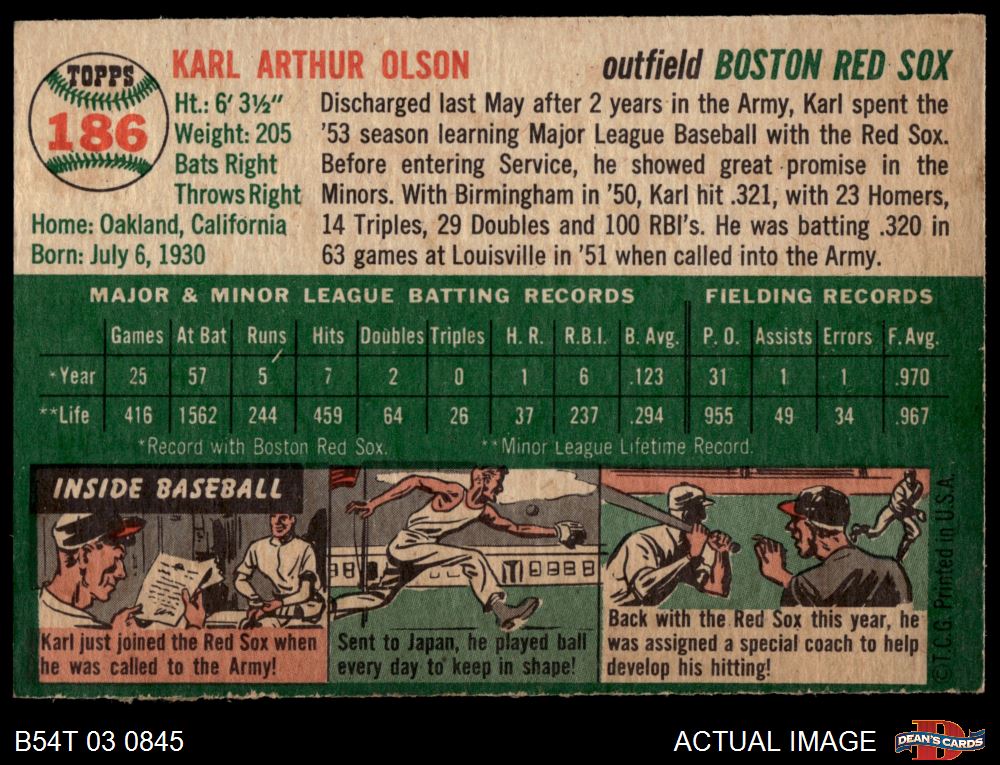 TOPPS
186
KARL ARTHUR OLSON
outfield BOSTON RED SOX
Ht.: 6' 3½"
Weight: 205
Bats Right
Throws Right
Home: Oakland, California
Born: July 6, 1930
Discharged last May after 2 years in the Army, Karl spent the
'53 season learning Major League Baseball with the Red Sox.
Before entering Service, he showed great promise in the
Minors. With Birmingham in '50, Karl hit .321, with 23 Homers,
14 Triples, 29 Doubles and 100 RBI's. He was batting .320 in
63 games at Louisville in '51 when called into the Army.
MAJOR & MINOR LEAGUE BATTING RECORDS FIELDING RECORDS
Games At Bat Runs Hits Doubles Triples H. R. R.B.I. B. Avg. P. O. Assists Errors F. Avg.
*Year 25 57 5 7 2 0 1 6 .123 31 1 1 .970
**Life 416 1562 244 459 64 26 37 237 .294 955 49 34 .967
*Record with Boston Red Sox. **Minor League Lifetime Record.
INSIDE BASEBALL
Karl just joined the Red Sox when
he was called to the Army!
Sent to Japan, he played ball
every day to keep in shape!
Back with the Red Sox this year, he
was assigned a special coach to help
develop his hitting!
©T.C.G. Printed in U.S.A.
B54T 03 0845
ACTUAL IMAGE
DEAN'S CARDS